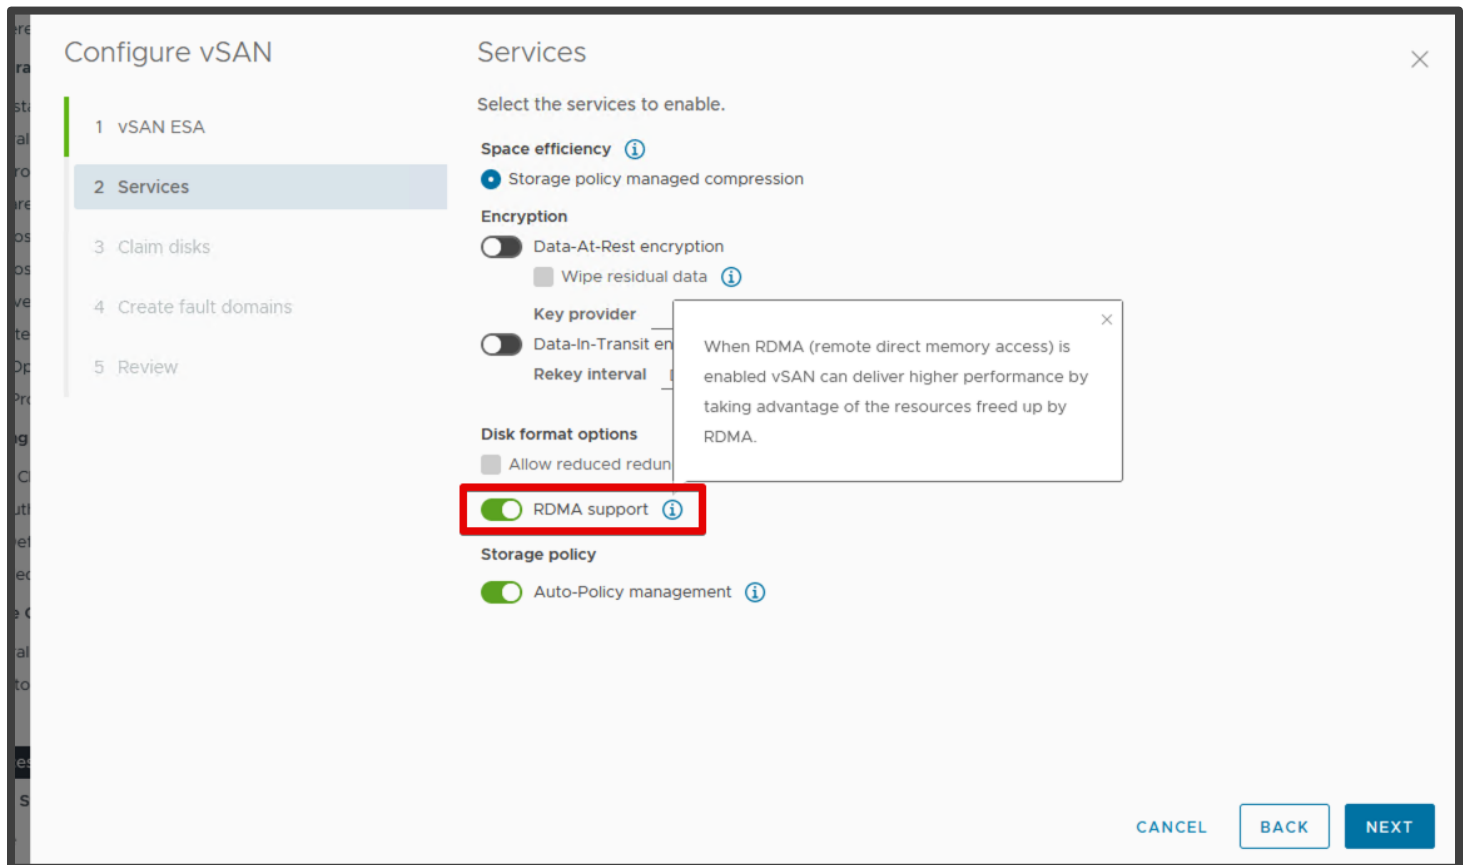 Configure vSAN
1 vSAN ESA
2 Services
3 Claim disks
4 Create fault domains
5 Review
Services
Select the services to enable.
Space efficiency
Storage policy managed compression
Encryption
Data-At-Rest encryption
Wipe residual data
Key provider
Data-In-Transit en
Rekey interval
When RDMA (remote direct memory access) is
enabled vSAN can deliver higher performance by
taking advantage of the resources freed up by
RDMA.
Disk format options
Allow reduced redun
RDMA support
Storage policy
Auto-Policy management
CANCEL
BACK
NEXT